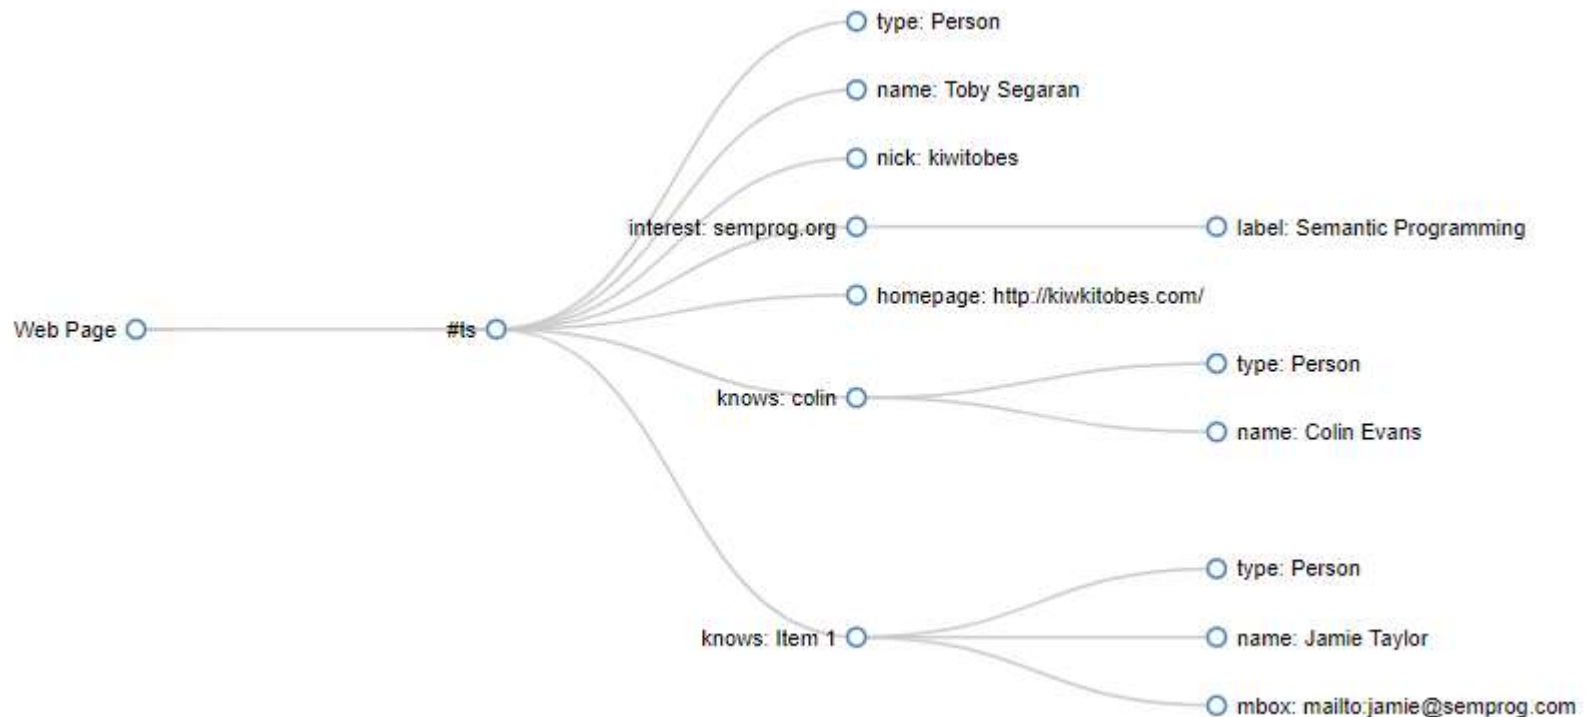 type: Person
name: Toby Segaran
nick: kiwitobes
interest: semprog.org
label: Semantic Programming
homepage: http://kiwkitobes.com/
Web Page
#ts
type: Person
knows: colin
name: Colin Evans
type: Person
knows: Item 1
name: Jamie Taylor
mbox: mailto:jamie@semprog.com